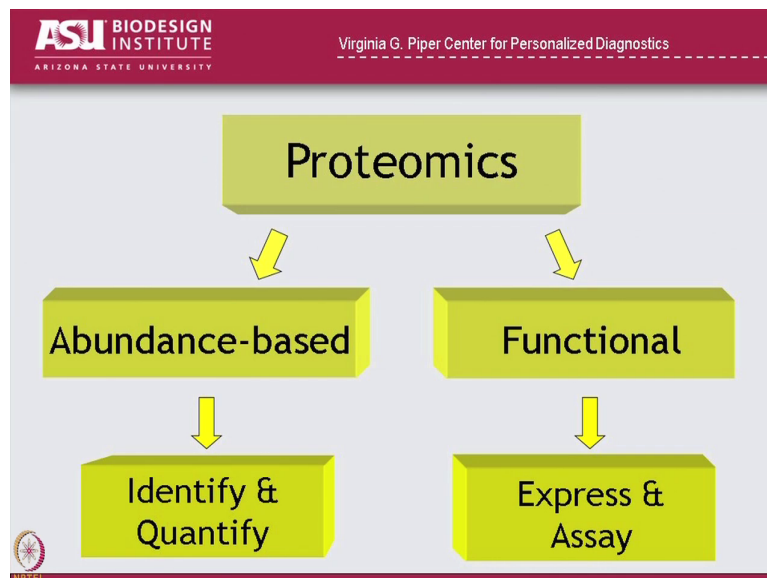 ASU BIODESIGN INSTITUTE
ARIZONA STATE UNIVERSITY
Virginia G. Piper Center for Personalized Diagnostics
Proteomics
Abundance-based
Functional
Identify &
Quantify
Express &
Assay
NPTEL